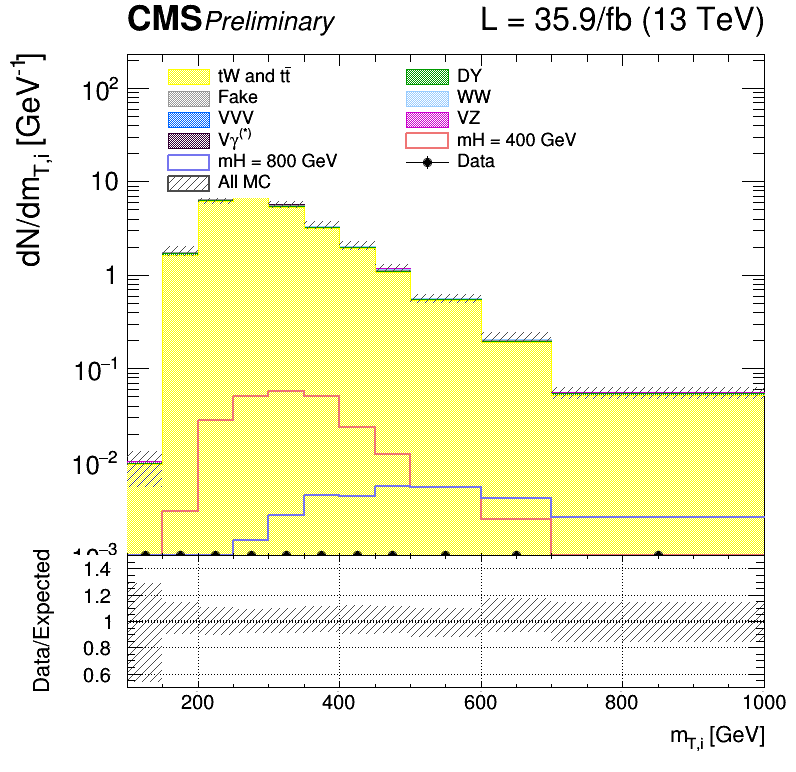 CMS Preliminary L = 35.9/fb (13 TeV)
dN/dm_{T,i} [GeV⁻¹]
tW and tt̄ DY
Fake WW
VVV VZ
Vγ⁽*⁾ mH = 400 GeV
mH = 800 GeV Data
All MC
10²
10
1
10⁻¹
10⁻²
10⁻³
Data/Expected
1.4
1.2
1
0.8
0.6
200 400 600 800 1000
m_{T,i} [GeV]